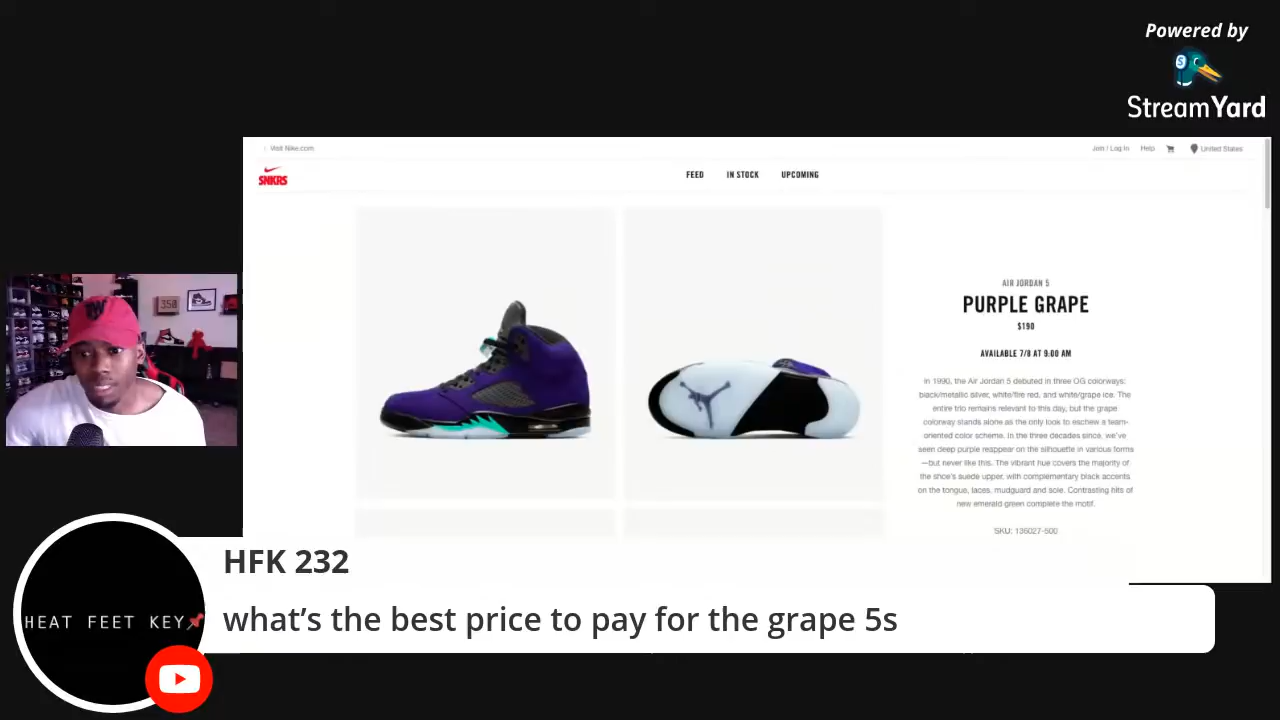 Powered by
StreamYard
Visit Nike.com
Join / Log In Help United States
SNKRS
FEED IN STOCK UPCOMING
AIR JORDAN 5
PURPLE GRAPE
$190
AVAILABLE 7/8 AT 9:00 AM
In 1990, the Air Jordan 5 debuted in three OG colorways:
black/metallic silver, white/fire red, and white/grape ice. The
entire trio remains relevant to this day, but the grape
colorway stands alone as the only look to eschew a team-
oriented color scheme. In the three decades since, we've
seen deep purple reappear on the silhouette in various forms
—but never like this. The vibrant hue covers the majority of
the shoe's suede upper, with complementary black accents
on the tongue, laces, mudguard and sole. Contrasting hits of
new emerald green complete the motif.
SKU: 136027-500
350
HFK 232
HEAT FEET KEY
what's the best price to pay for the grape 5s